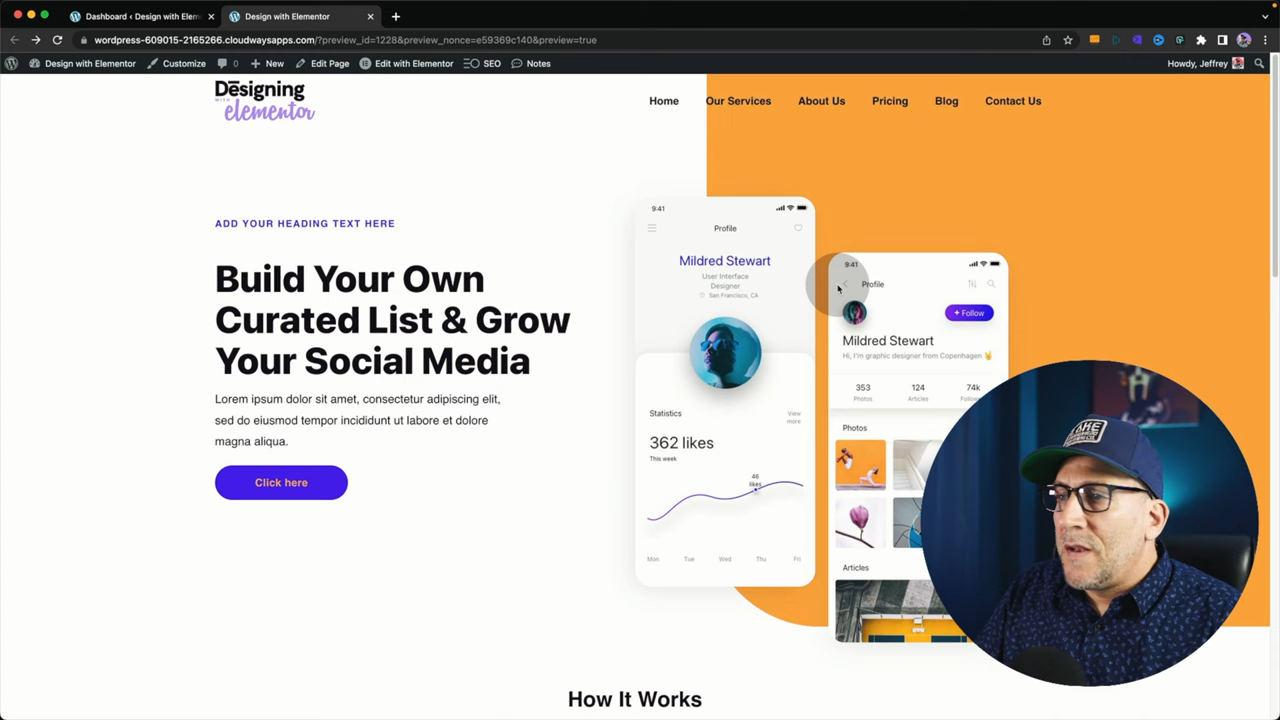 Dashboard ‹ Design with Elem
Design with Elementor
wordpress-609015-2165266.cloudwaysapps.com/?preview_id=1228&preview_nonce=e59369c140&preview=true
Design with Elementor
Customize
0
New
Edit Page
Edit with Elementor
SEO
Notes
Howdy, Jeffrey
Designing
WITH
elementor
Home
Our Services
About Us
Pricing
Blog
Contact Us
ADD YOUR HEADING TEXT HERE
Build Your Own
Curated List & Grow
Your Social Media
Lorem ipsum dolor sit amet, consectetur adipiscing elit,
sed do eiusmod tempor incididunt ut labore et dolore
magna aliqua.
Click here
9:41
Profile
Mildred Stewart
User Interface
Designer
San Francisco, CA
Statistics
View
more
362 likes
This week
46
likes
Mon
Tue
Wed
Thu
Fri
9:41
Profile
+ Follow
Mildred Stewart
Hi, I'm graphic designer from Copenhagen 🤘
353
124
74k
Photos
Articles
Follow
Photos
Articles
How It Works